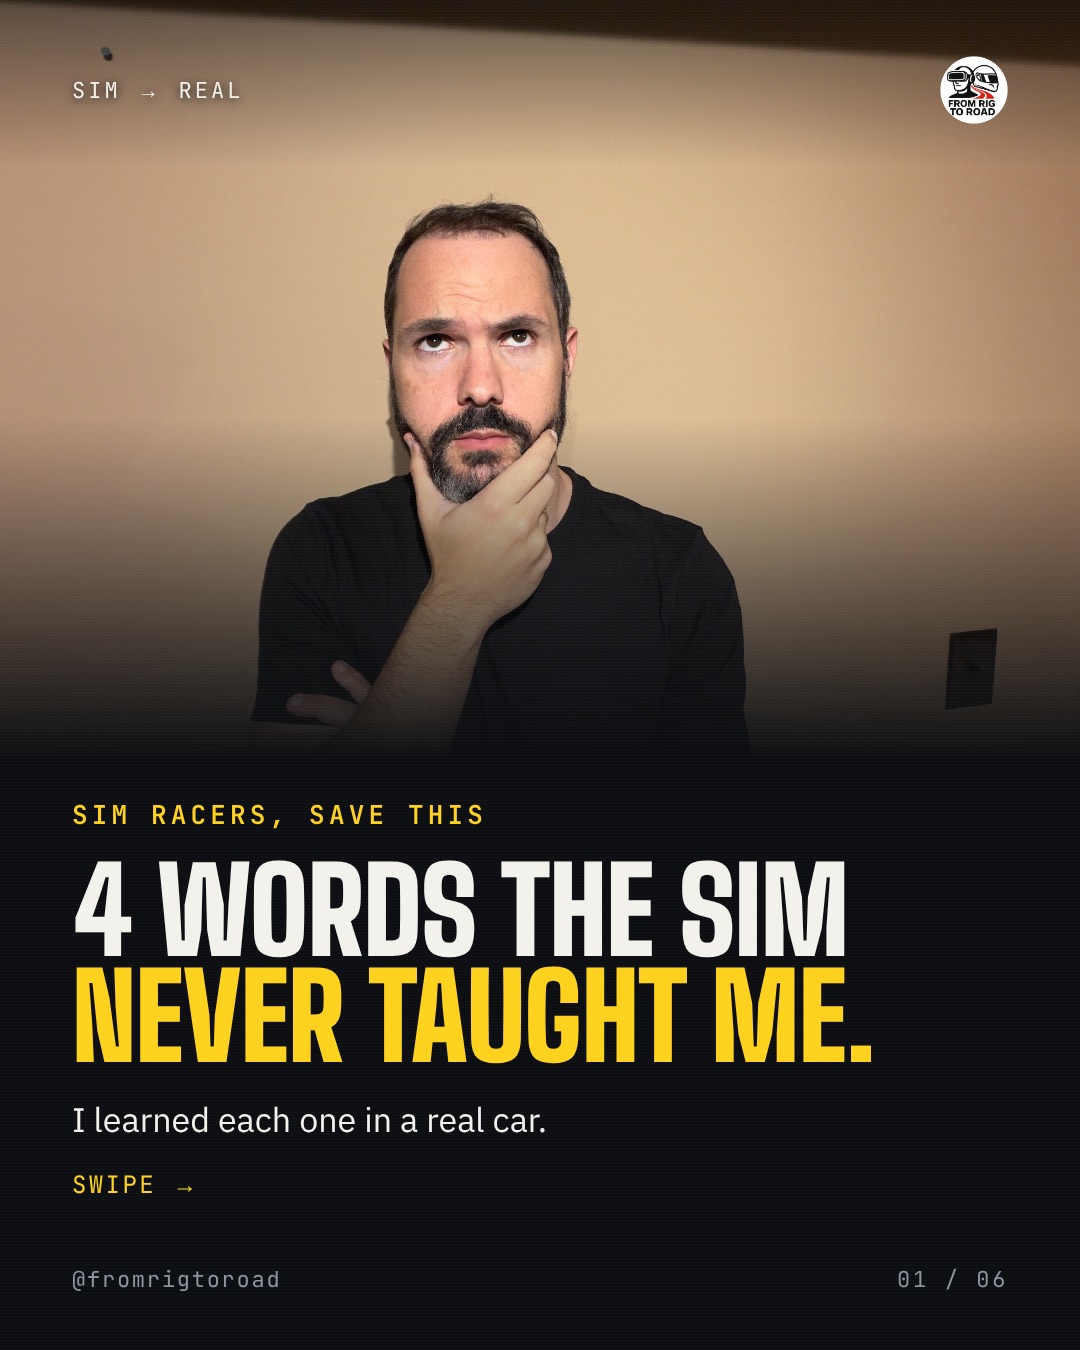 SIM → REAL
FROM RIG
TO ROAD
SIM RACERS, SAVE THIS
4 WORDS THE SIM
NEVER TAUGHT ME.
I learned each one in a real car.
SWIPE →
@fromrigtoroad
01 / 06